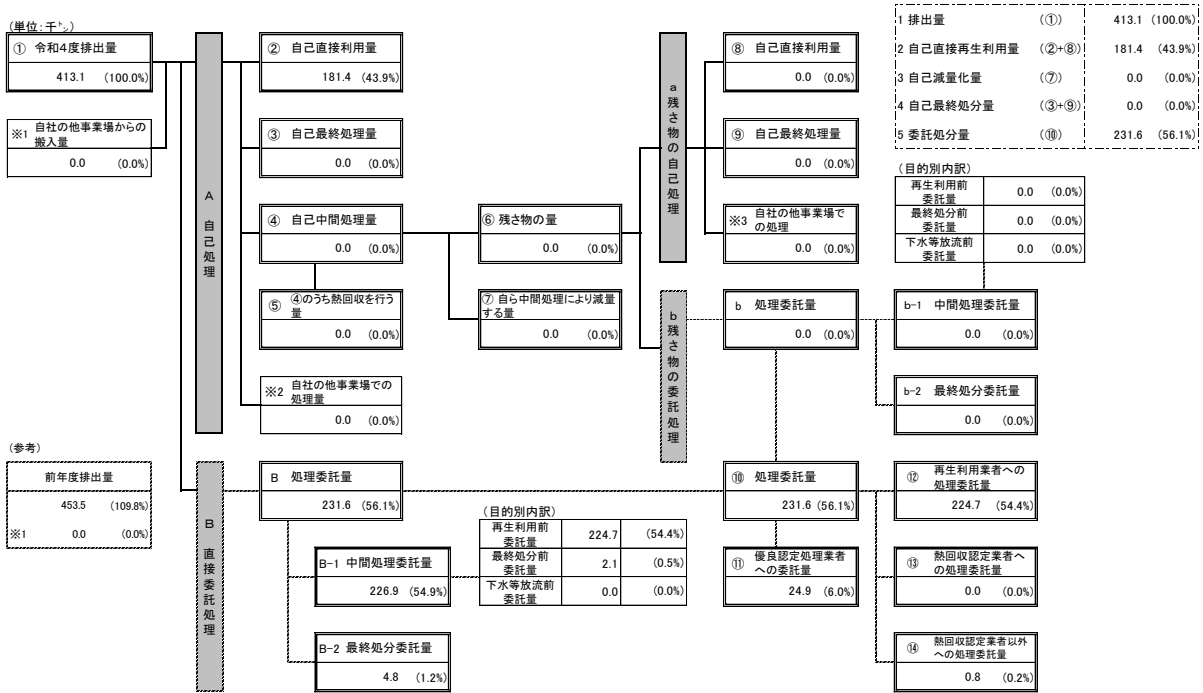 (単位:千㌧)
① 令和4度排出量
413.1 (100.0%)
※1 自社の他事業場からの
搬入量
0.0 (0.0%)
A 自己処理
② 自己直接利用量
181.4 (43.9%)
③ 自己最終処理量
0.0 (0.0%)
④ 自己中間処理量
0.0 (0.0%)
⑤ ④のうち熱回収を行う
量
0.0 (0.0%)
※2 自社の他事業場での
処理量
0.0 (0.0%)
⑥ 残さ物の量
0.0 (0.0%)
⑦ 自ら中間処理により減量
する量
0.0 (0.0%)
a 残さ物の自己処理
⑧ 自己直接利用量
0.0 (0.0%)
⑨ 自己最終処理量
0.0 (0.0%)
※3 自社の他事業場で
の処理
0.0 (0.0%)
1 排出量 (①) 413.1 (100.0%)
2 自己直接再生利用量 (②+⑧) 181.4 (43.9%)
3 自己減量化量 (⑦) 0.0 (0.0%)
4 自己最終処分量 (③+⑨) 0.0 (0.0%)
5 委託処分量 (⑩) 231.6 (56.1%)
(目的別内訳)
再生利用前
委託量 0.0 (0.0%)
最終処分前
委託量 0.0 (0.0%)
下水等放流前
委託量 0.0 (0.0%)
b 残さ物の委託処理
b 処理委託量
0.0 (0.0%)
b-1 中間処理委託量
0.0 (0.0%)
b-2 最終処分委託量
0.0 (0.0%)
(参考)
前年度排出量
453.5 (109.8%)
※1 0.0 (0.0%)
B 直接委託処理
B 処理委託量
231.6 (56.1%)
B-1 中間処理委託量
226.9 (54.9%)
B-2 最終処分委託量
4.8 (1.2%)
(目的別内訳)
再生利用前
委託量 224.7 (54.4%)
最終処分前
委託量 2.1 (0.5%)
下水等放流前
委託量 0.0 (0.0%)
⑩ 処理委託量
231.6 (56.1%)
⑪ 優良認定処理業者
への委託量
24.9 (6.0%)
⑫ 再生利用業者への
処理委託量
224.7 (54.4%)
⑬ 熱回収認定業者へ
の処理委託量
0.0 (0.0%)
⑭ 熱回収認定業者以外
への処理委託量
0.8 (0.2%)